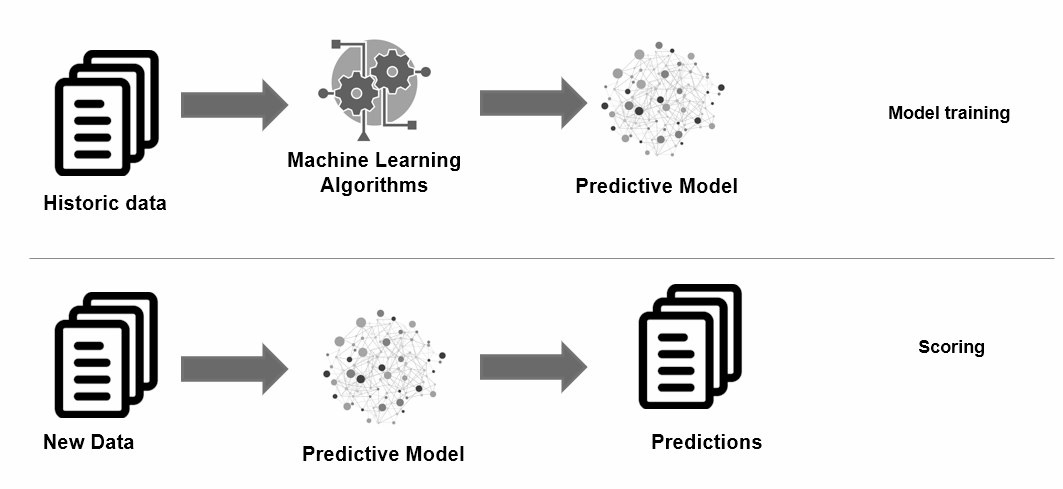 Historic data
Machine Learning
Algorithms
Predictive Model
Model training
New Data
Predictive Model
Predictions
Scoring